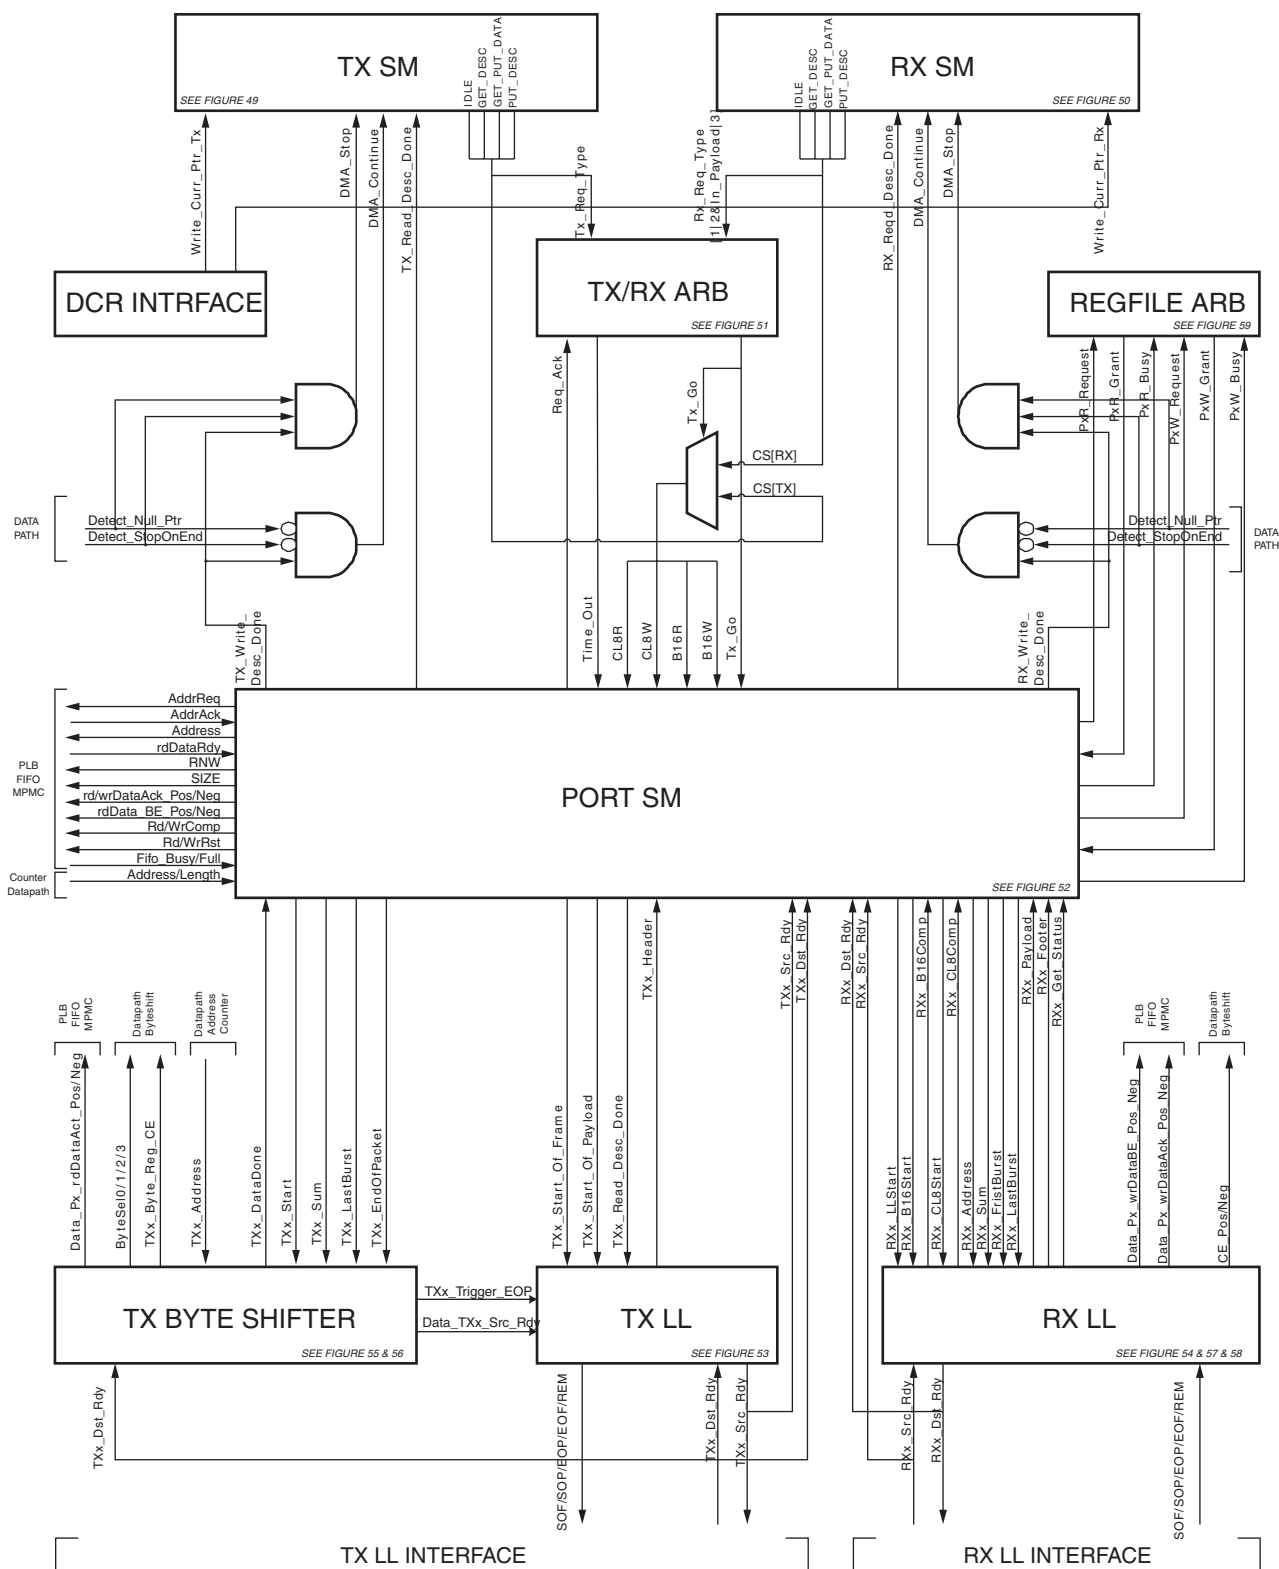 TX SM
SEE FIGURE 49
IDLE
GET_DESC
GET_PUT_DATA
PUT_DESC
RX SM
SEE FIGURE 50
IDLE
GET_DESC
GET_PUT_DATA
PUT_DESC
Write_Curr_Ptr_Tx
DMA_Stop
DMA_Continue
TX_Read_Desc_Done
Tx_Req_Type
Rx_Req_Type
[1|2&In_Payload|3]
RX_Reqd_Desc_Done
DMA_Continue
DMA_Stop
Write_Curr_Ptr_Rx
DCR INTRFACE
TX/RX ARB
SEE FIGURE 51
REGFILE ARB
SEE FIGURE 59
Req_Ack
Tx_Go
CS[RX]
CS[TX]
PxR_Request
PxR_Grant
PxR_Busy
PxW_Request
PxW_Grant
PxW_Busy
DATA
PATH
Detect_Null_Ptr
Detect_StopOnEnd
Detect_Null_Ptr
Detect_StopOnEnd
DATA
PATH
TX_Write_
Desc_Done
Time_Out
CL8R
CL8W
B16R
B16W
Tx_Go
RX_Write_
Desc_Done
PLB
FIFO
MPMC
AddrReq
AddrAck
Address
rdDataRdy
RNW
SIZE
rd/wrDataAck_Pos/Neg
rdData_BE_Pos/Neg
Rd/WrComp
Rd/WrRst
Fifo_Busy/Full
Counter
Datapath
Address/Length
PORT SM
SEE FIGURE 52
PLB
FIFO
MPMC
Datapath
Byteshift
Datapath
Address
Counter
Data_Px_rdDataAct_Pos/Neg
ByteSel0/1/2/3
TXx_Byte_Reg_CE
TXx_Address
TXx_DataDone
TXx_Start
TXx_Sum
TXx_LastBurst
TXx_EndOfPacket
TXx_Start_Of_Frame
TXx_Start_Of_Payload
TXx_Read_Desc_Done
TXx_Header
TXx_Src_Rdy
TXx_Dst_Rdy
RXx_Dst_Rdy
RXx_Src_Rdy
RXx_LLStart
RXx_B16Start
RXx_B16Comp
RXx_CL8Start
RXx_CL8Comp
RXx_Address
RXx_Sum
RXx_FristBurst
RXx_LastBurst
RXx_Payload
RXx_Footer
RXx_Get_Status
PLB
FIFO
MPMC
Datapath
Byteshift
Data_Px_wrDataBE_Pos_Neg
Data_Px_wrDataAck_Pos_Neg
CE_Pos/Neg
TX BYTE SHIFTER
SEE FIGURE 55 & 56
TXx_Trigger_EOP
Data_TXx_Src_Rdy
TX LL
SEE FIGURE 53
RX LL
SEE FIGURE 54 & 57 & 58
TXx_Dst_Rdy
SOF/SOP/EOP/EOF/REM
TXx_Dst_Rdy
TXx_Src_Rdy
RXx_Src_Rdy
RXx_Dst_Rdy
SOF/SOP/EOP/EOF/REM
TX LL INTERFACE
RX LL INTERFACE